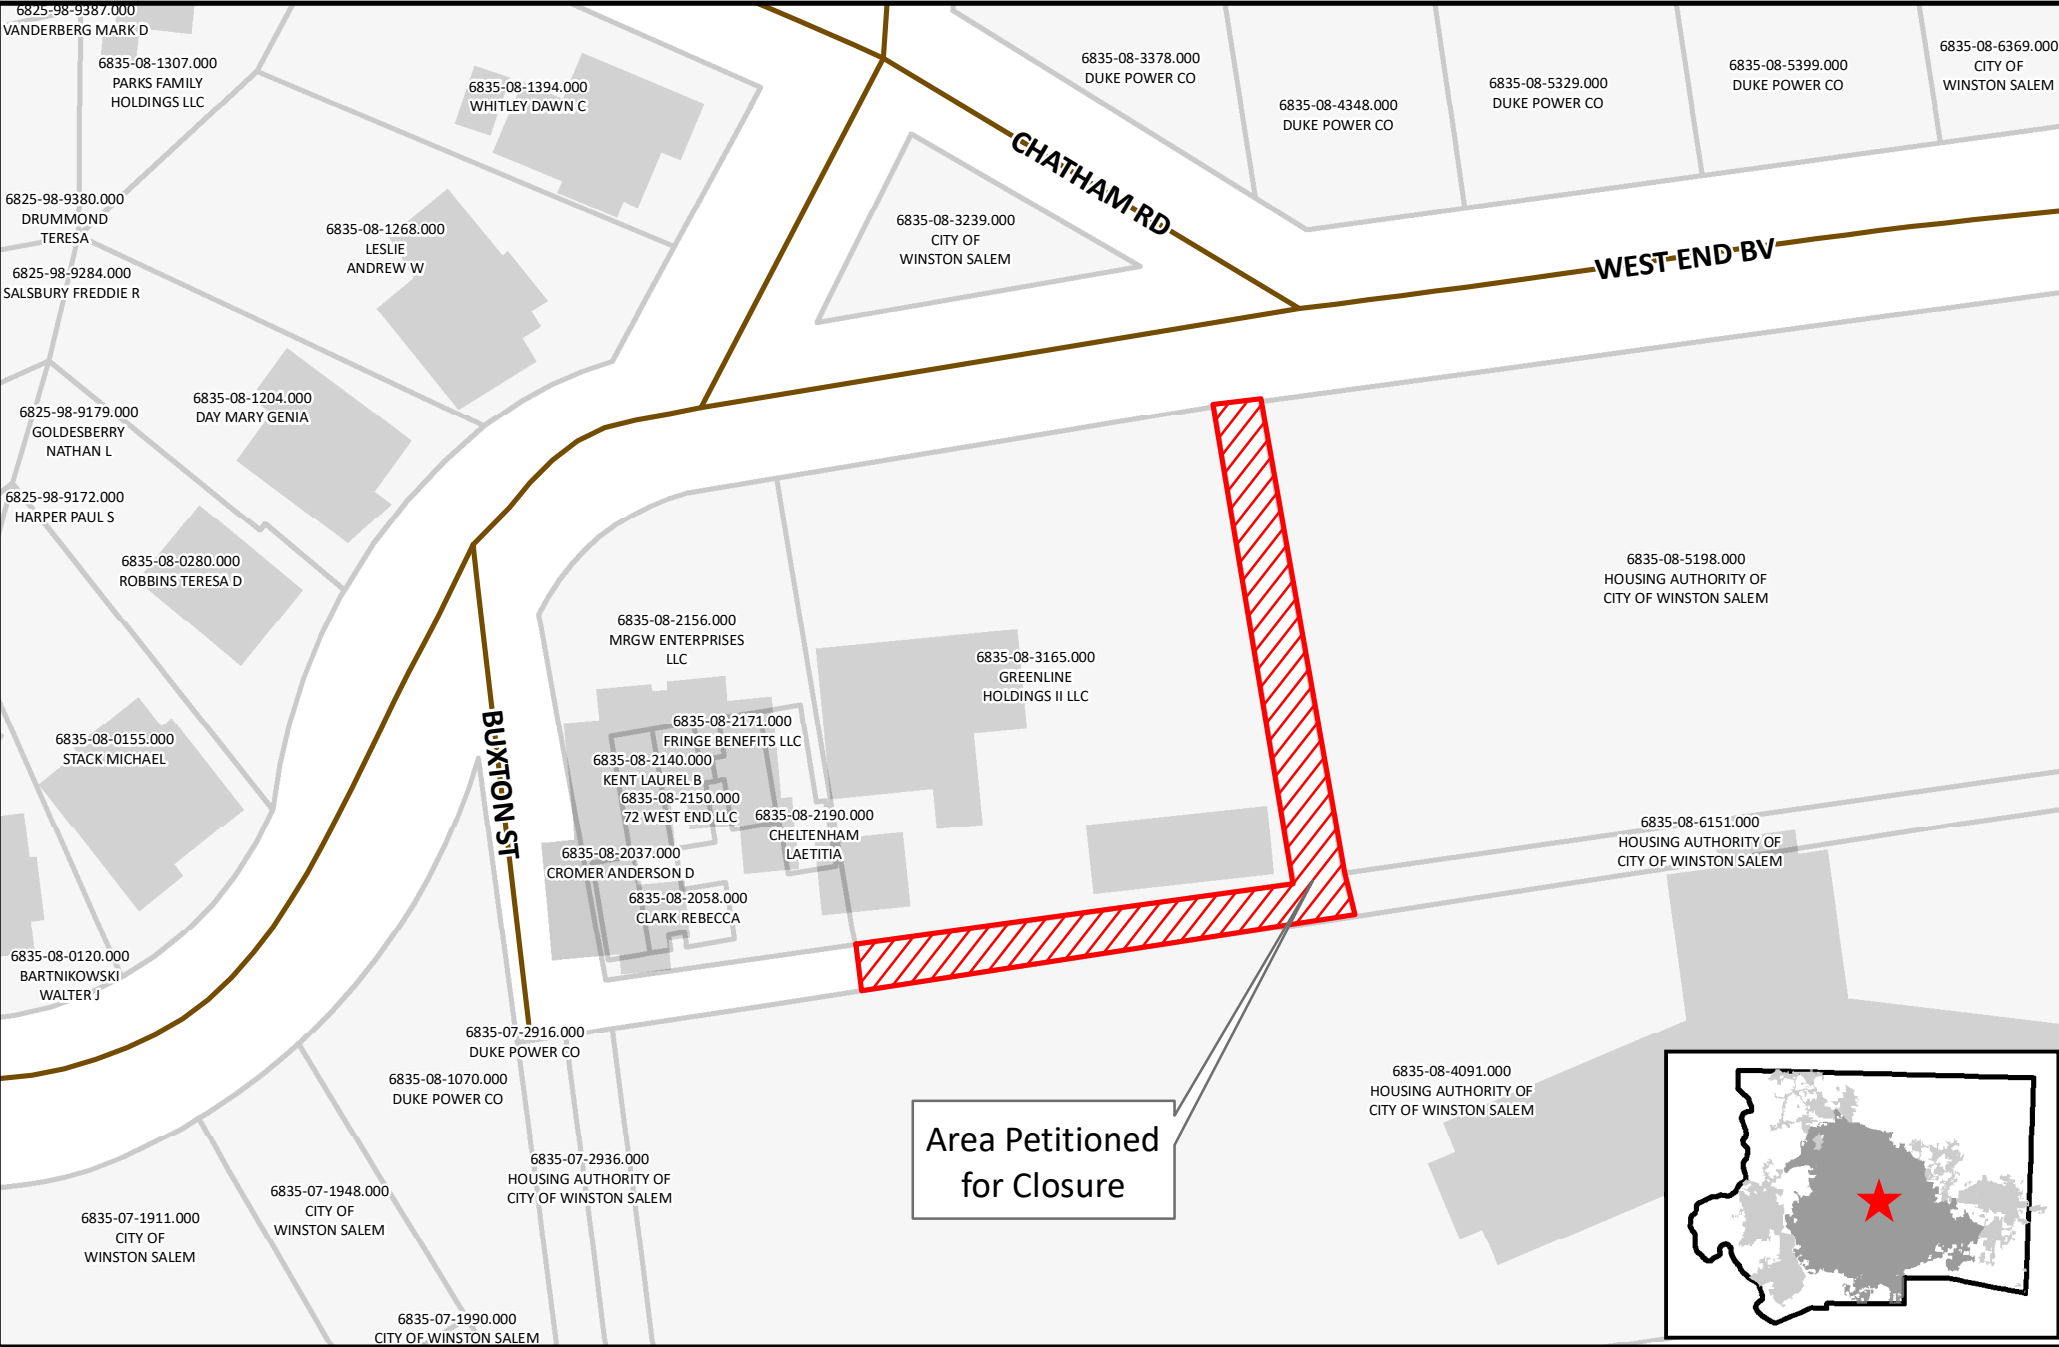 6825-98-9387.000
VANDERBERG MARK D
6835-08-1307.000
PARKS FAMILY
HOLDINGS LLC
6835-08-1394.000
WHITLEY DAWN C
6835-08-3378.000
DUKE POWER CO
6835-08-4348.000
DUKE POWER CO
6835-08-5329.000
DUKE POWER CO
6835-08-5399.000
DUKE POWER CO
6835-08-6369.000
CITY OF
WINSTON SALEM
CHATHAM RD
6825-98-9380.000
DRUMMOND
TERESA
6835-08-1268.000
LESLIE
ANDREW W
6835-08-3239.000
CITY OF
WINSTON SALEM
WEST END BV
6825-98-9284.000
SALSBURY FREDDIE R
6835-08-1204.000
DAY MARY GENIA
6825-98-9179.000
GOLDESBERRY
NATHAN L
6825-98-9172.000
HARPER PAUL S
6835-08-0280.000
ROBBINS TERESA D
6835-08-5198.000
HOUSING AUTHORITY OF
CITY OF WINSTON SALEM
6835-08-2156.000
MRGW ENTERPRISES
LLC
6835-08-3165.000
GREENLINE
HOLDINGS II LLC
6835-08-0155.000
STACK MICHAEL
BUXTON ST
6835-08-2171.000
FRINGE BENEFITS LLC
6835-08-2140.000
KENT LAUREL B
6835-08-2150.000
72 WEST END LLC
6835-08-2190.000
CHELTENHAM
LAETITIA
6835-08-6151.000
HOUSING AUTHORITY OF
CITY OF WINSTON SALEM
6835-08-2037.000
CROMER ANDERSON D
6835-08-2058.000
CLARK REBECCA
6835-08-0120.000
BARTNIKOWSKI
WALTER J
6835-07-2916.000
DUKE POWER CO
6835-08-1070.000
DUKE POWER CO
6835-08-4091.000
HOUSING AUTHORITY OF
CITY OF WINSTON SALEM
Area Petitioned
for Closure
6835-07-2936.000
HOUSING AUTHORITY OF
CITY OF WINSTON SALEM
6835-07-1948.000
CITY OF
WINSTON SALEM
6835-07-1911.000
CITY OF
WINSTON SALEM
6835-07-1990.000
CITY OF WINSTON SALEM